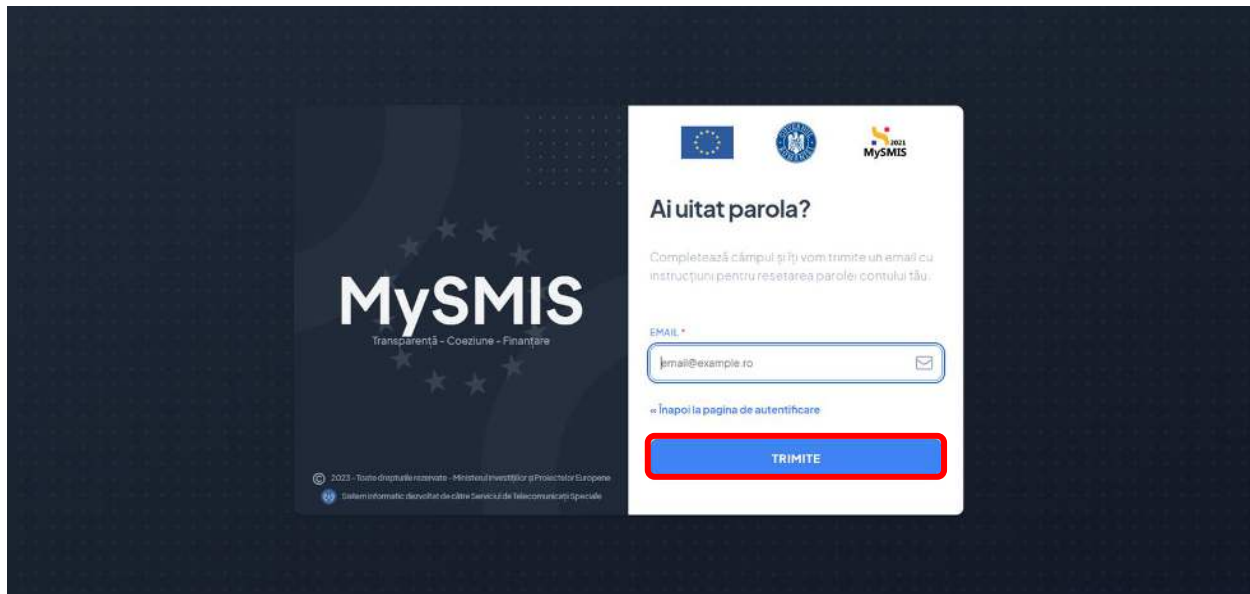 MySMIS
Transparență - Coeziune - Finanțare
© 2023 - Toate drepturile rezervate - Ministerul Investițiilor și Proiectelor Europene
Sistem informatic dezvoltat de către Serviciul de Telecomunicații Speciale
2021
MySMIS
Ai uitat parola?
Completează câmpul și îți vom trimite un email cu
instrucțiuni pentru resetarea parolei contului tău.
EMAIL *
email@example.ro
« Înapoi la pagina de autentificare
TRIMITE